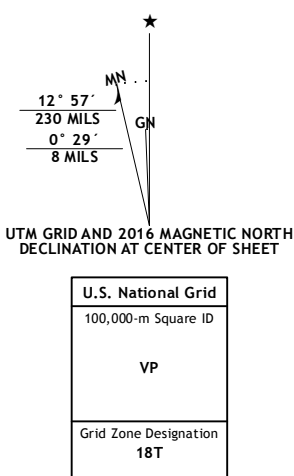 MN
12° 57´
230 MILS
GN
0° 29´
8 MILS
UTM GRID AND 2016 MAGNETIC NORTH
DECLINATION AT CENTER OF SHEET
U.S. National Grid
100,000-m Square ID
VP
Grid Zone Designation
18T